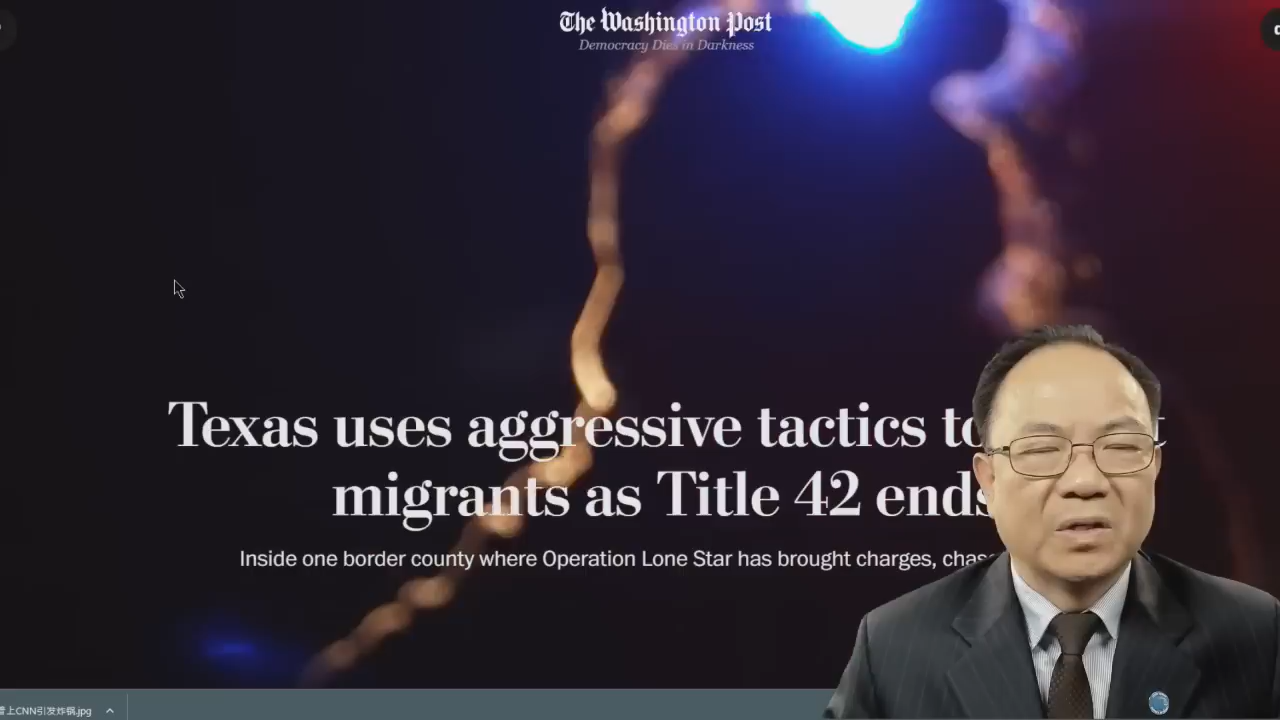 The Washington Post
Democracy Dies in Darkness
Texas uses aggressive tactics to
migrants as Title 42 ends
Inside one border county where Operation Lone Star has brought charges,
上CNN引发炸锅.jpg